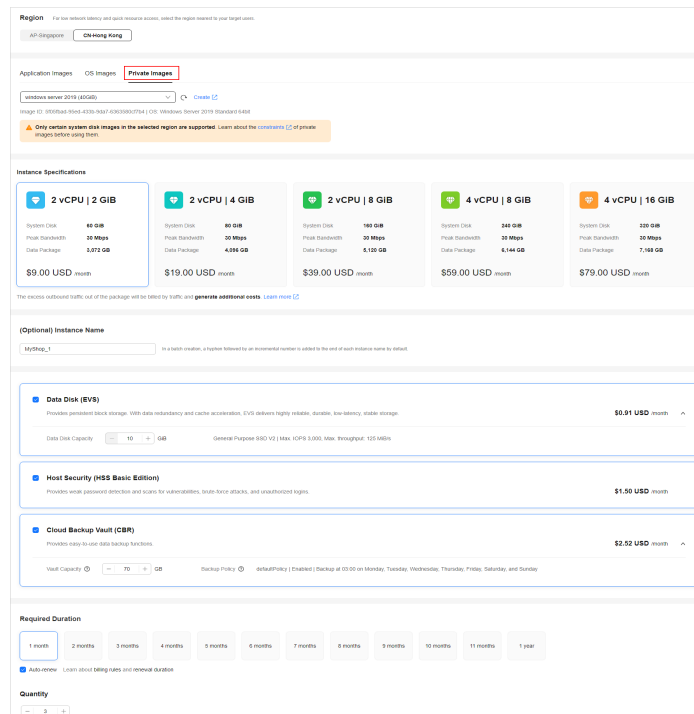 Region For low network latency and quick resource access, select the region nearest to your target users.
AP-Singapore CN-Hong Kong
Application Images OS Images Private Images
windows server 2019 (40GiB) Create
OS: Windows Server 2019 Standard 64bit
Only certain system disk images in the selected region are supported. Learn about the constraints of private
images before using them.
Instance Specifications
2 vCPU | 2 GiB 2 vCPU | 4 GiB 2 vCPU | 8 GiB 4 vCPU | 8 GiB 4 vCPU | 16 GiB
System Disk 60 GiB System Disk 80 GiB System Disk 160 GiB System Disk 240 GiB System Disk 320 GiB
Peak Bandwidth 30 Mbps Peak Bandwidth 30 Mbps Peak Bandwidth 30 Mbps Peak Bandwidth 30 Mbps Peak Bandwidth 30 Mbps
Data Package 3,072 GB Data Package 4,096 GB Data Package 5,120 GB Data Package 6,144 GB Data Package 7,168 GB
$9.00 USD /month $19.00 USD /month $39.00 USD /month $59.00 USD /month $79.00 USD /month
The excess outbound traffic out of the package will be billed by traffic and generate additional costs. Learn more
(Optional) Instance Name
MyShop_1 In a batch creation, a hyphen followed by an incremental number is added to the end of each instance name by default.
Data Disk (EVS)
Provides persistent block storage. With data redundancy and cache acceleration, EVS delivers highly reliable, durable, low-latency, stable storage. $0.91 USD /month
Data Disk Capacity − 10 + GiB General Purpose SSD V2 | Max. IOPS 3,000, Max. throughput: 125 MiB/s
Host Security (HSS Basic Edition)
Provides weak password detection and scans for vulnerabilities, brute-force attacks, and unauthorized logins. $1.50 USD /month
Cloud Backup Vault (CBR)
Provides easy-to-use data backup functions. $2.52 USD /month
Vault Capacity ? − 70 + GB Backup Policy ? defaultPolicy | Enabled | Backup at 03:00 on Monday, Tuesday, Wednesday, Thursday, Friday, Saturday, and Sunday
Required Duration
1 month 2 months 3 months 4 months 5 months 6 months 7 months 8 months 9 months 10 months 11 months 1 year
Auto-renew Learn about billing rules and renewal duration
Quantity
− 3 +